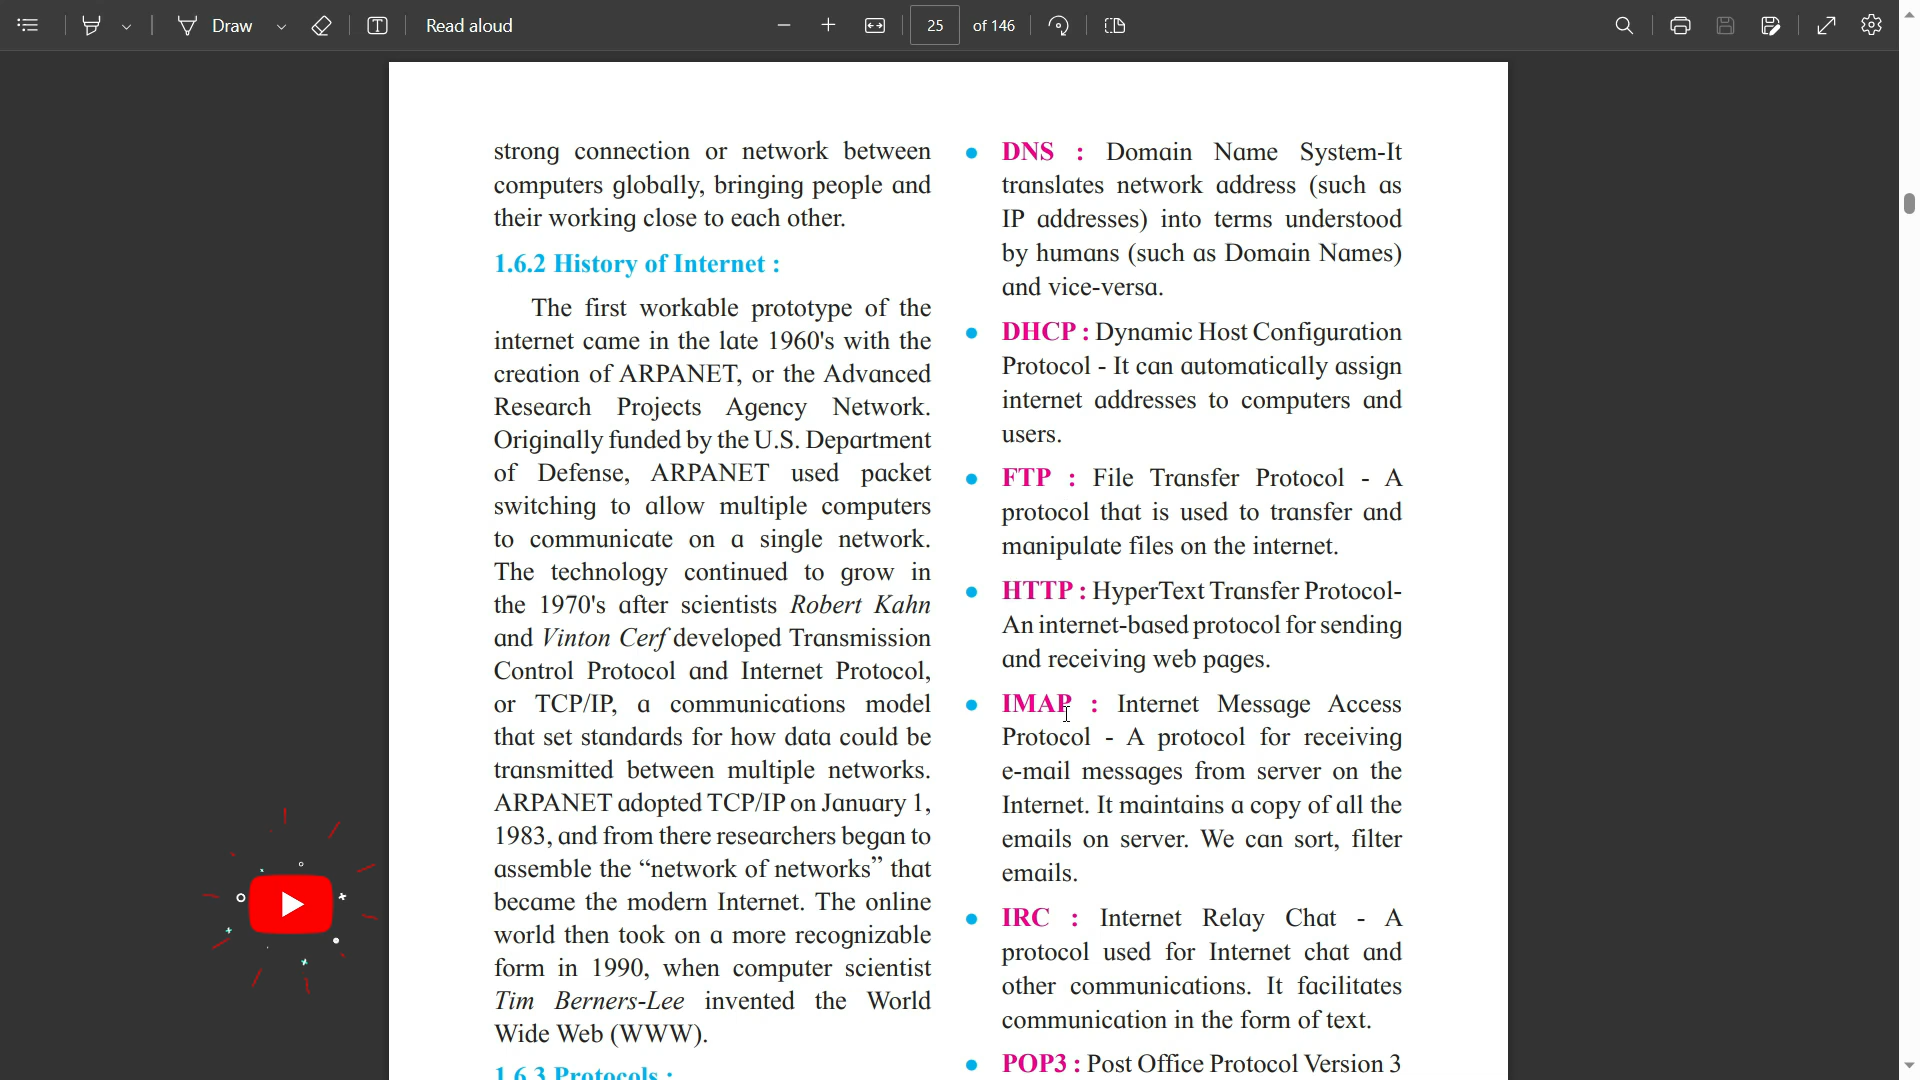 Draw
Read aloud
25
of 146
strong connection or network between
computers globally, bringing people and
their working close to each other.
1.6.2 History of Internet :
The first workable prototype of the
internet came in the late 1960's with the
creation of ARPANET, or the Advanced
Research Projects Agency Network.
Originally funded by the U.S. Department
of Defense, ARPANET used packet
switching to allow multiple computers
to communicate on a single network.
The technology continued to grow in
the 1970's after scientists Robert Kahn
and Vinton Cerf developed Transmission
Control Protocol and Internet Protocol,
or TCP/IP, a communications model
that set standards for how data could be
transmitted between multiple networks.
ARPANET adopted TCP/IP on January 1,
1983, and from there researchers began to
assemble the “network of networks” that
became the modern Internet. The online
world then took on a more recognizable
form in 1990, when computer scientist
Tim Berners-Lee invented the World
Wide Web (WWW).
1.6.3 Protocols :
• DNS : Domain Name System-It
translates network address (such as
IP addresses) into terms understood
by humans (such as Domain Names)
and vice-versa.
• DHCP : Dynamic Host Configuration
Protocol - It can automatically assign
internet addresses to computers and
users.
• FTP : File Transfer Protocol - A
protocol that is used to transfer and
manipulate files on the internet.
• HTTP : HyperText Transfer Protocol-
An internet-based protocol for sending
and receiving web pages.
• IMAP : Internet Message Access
Protocol - A protocol for receiving
e-mail messages from server on the
Internet. It maintains a copy of all the
emails on server. We can sort, filter
emails.
• IRC : Internet Relay Chat - A
protocol used for Internet chat and
other communications. It facilitates
communication in the form of text.
• POP3 : Post Office Protocol Version 3